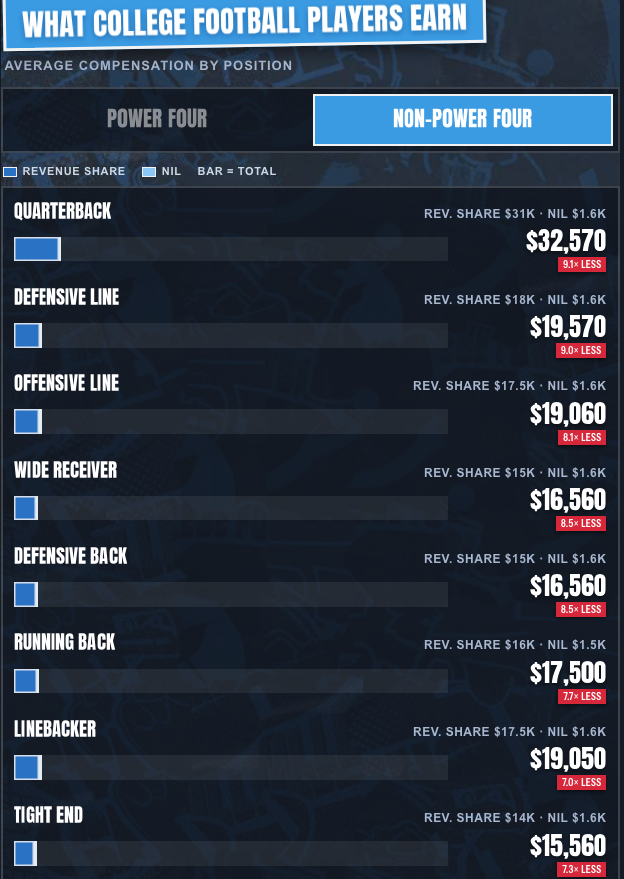 WHAT COLLEGE FOOTBALL PLAYERS EARN
AVERAGE COMPENSATION BY POSITION
POWER FOUR
NON-POWER FOUR
REVENUE SHARE NIL BAR = TOTAL
QUARTERBACK
REV. SHARE $31K · NIL $1.6K
$32,570
9.1× LESS
DEFENSIVE LINE
REV. SHARE $18K · NIL $1.6K
$19,570
9.0× LESS
OFFENSIVE LINE
REV. SHARE $17.5K · NIL $1.6K
$19,060
8.1× LESS
WIDE RECEIVER
REV. SHARE $15K · NIL $1.6K
$16,560
8.5× LESS
DEFENSIVE BACK
REV. SHARE $15K · NIL $1.6K
$16,560
8.5× LESS
RUNNING BACK
REV. SHARE $16K · NIL $1.5K
$17,500
7.7× LESS
LINEBACKER
REV. SHARE $17.5K · NIL $1.6K
$19,050
7.0× LESS
TIGHT END
REV. SHARE $14K · NIL $1.6K
$15,560
7.3× LESS